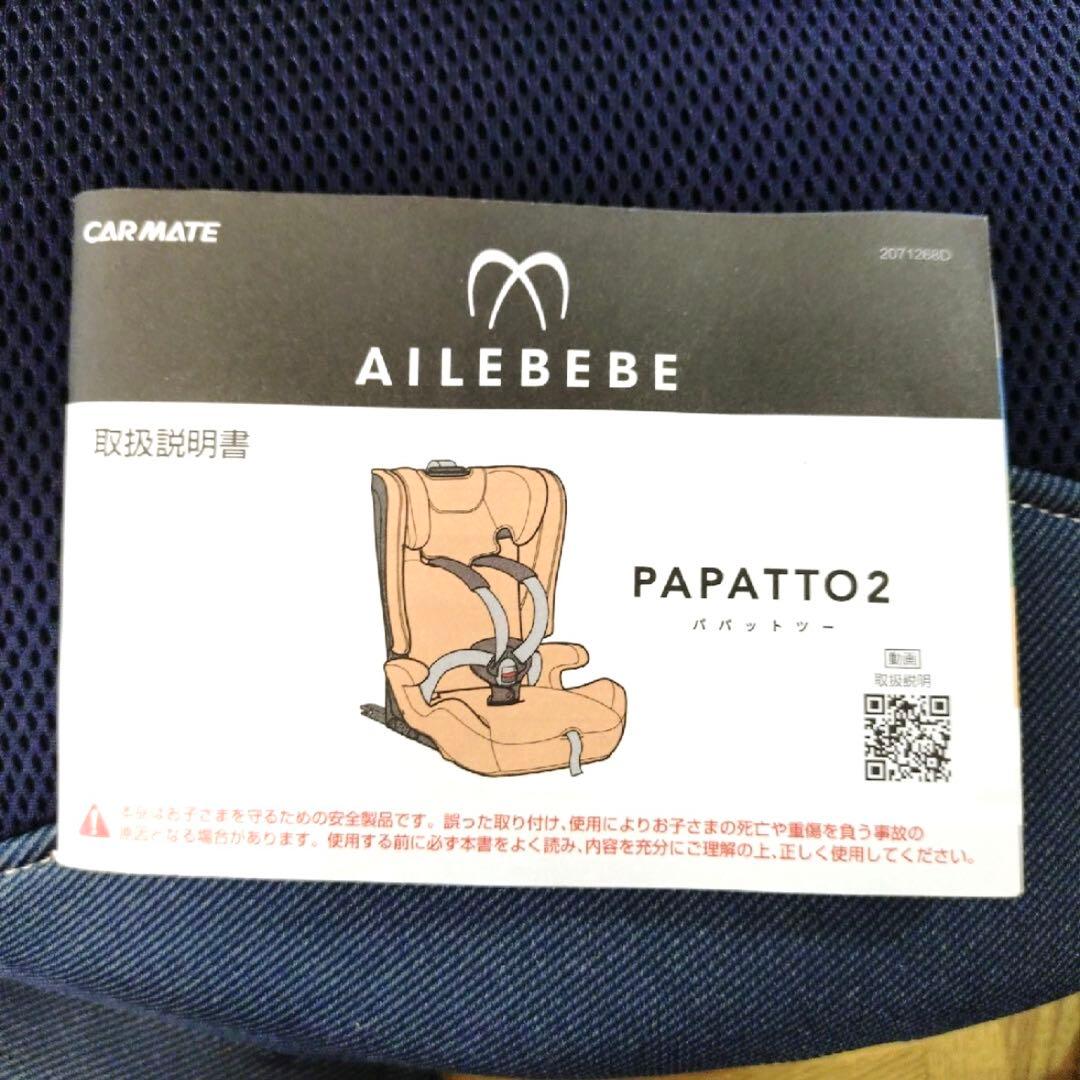 CARMATE
2071268D
AILEBEBE
取扱説明書
PAPATTO2
パパットツー
動画
取扱説明
本品はお子さまを守るための安全製品です。誤った取り付け、使用によりお子さまの死亡や重傷を負う事故の
原因となる場合があります。使用する前に必ず本書をよく読み、内容を充分にご理解の上、正しく使用してください。